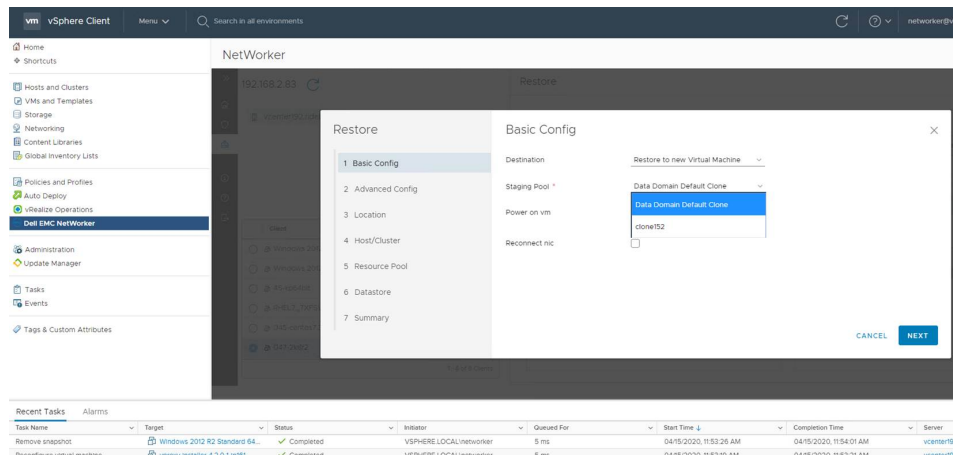 vm vSphere Client Menu Search in all environments networker@v
Home
Shortcuts
Hosts and Clusters
VMs and Templates
Storage
Networking
Content Libraries
Global Inventory Lists
Policies and Profiles
Auto Deploy
vRealize Operations
Dell EMC NetWorker
Administration
Update Manager
Tasks
Events
Tags & Custom Attributes
NetWorker
192.168.2.83
Restore
Client
Restore
1 Basic Config
2 Advanced Config
3 Location
4 Host/Cluster
5 Resource Pool
6 Datastore
7 Summary
Basic Config
Destination Restore to new Virtual Machine
Staging Pool * Data Domain Default Clone
Data Domain Default Clone
clone152
Power on vm
Reconnect nic
CANCEL NEXT
Recent Tasks Alarms
Task Name Target Status Initiator Queued For Start Time ↓ Completion Time Server
Remove snapshot Windows 2012 R2 Standard 64... Completed VSPHERE.LOCAL\networker 5 ms 04/15/2020, 11:53:26 AM 04/15/2020, 11:54:01 AM vcenter19